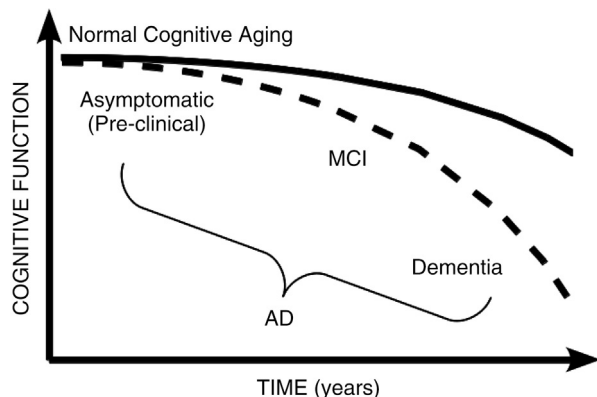 Normal Cognitive Aging
Asymptomatic
(Pre-clinical)
MCI
Dementia
AD
COGNITIVE FUNCTION
TIME (years)